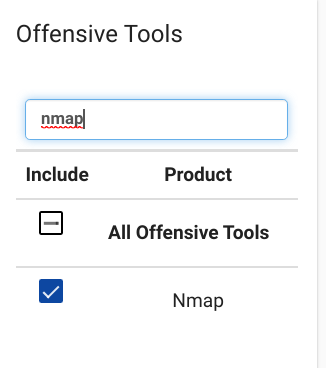 Offensive Tools
nmap
Include Product
All Offensive Tools
Nmap